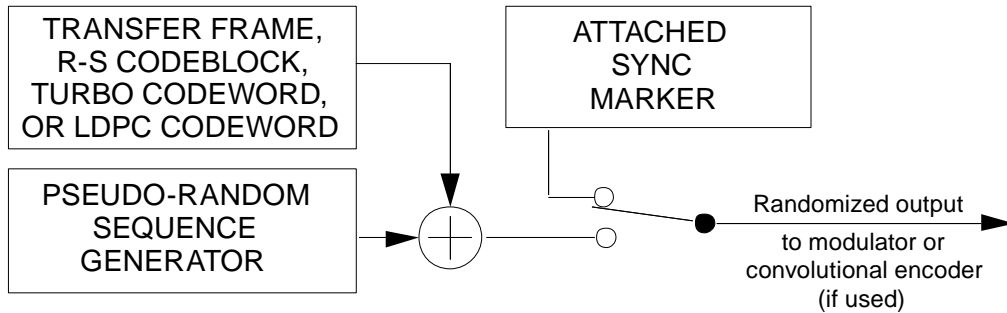 TRANSFER FRAME,
R-S CODEBLOCK,
TURBO CODEWORD,
OR LDPC CODEWORD
ATTACHED
SYNC
MARKER
PSEUDO-RANDOM
SEQUENCE
GENERATOR
Randomized output
to modulator or
convolutional encoder
(if used)